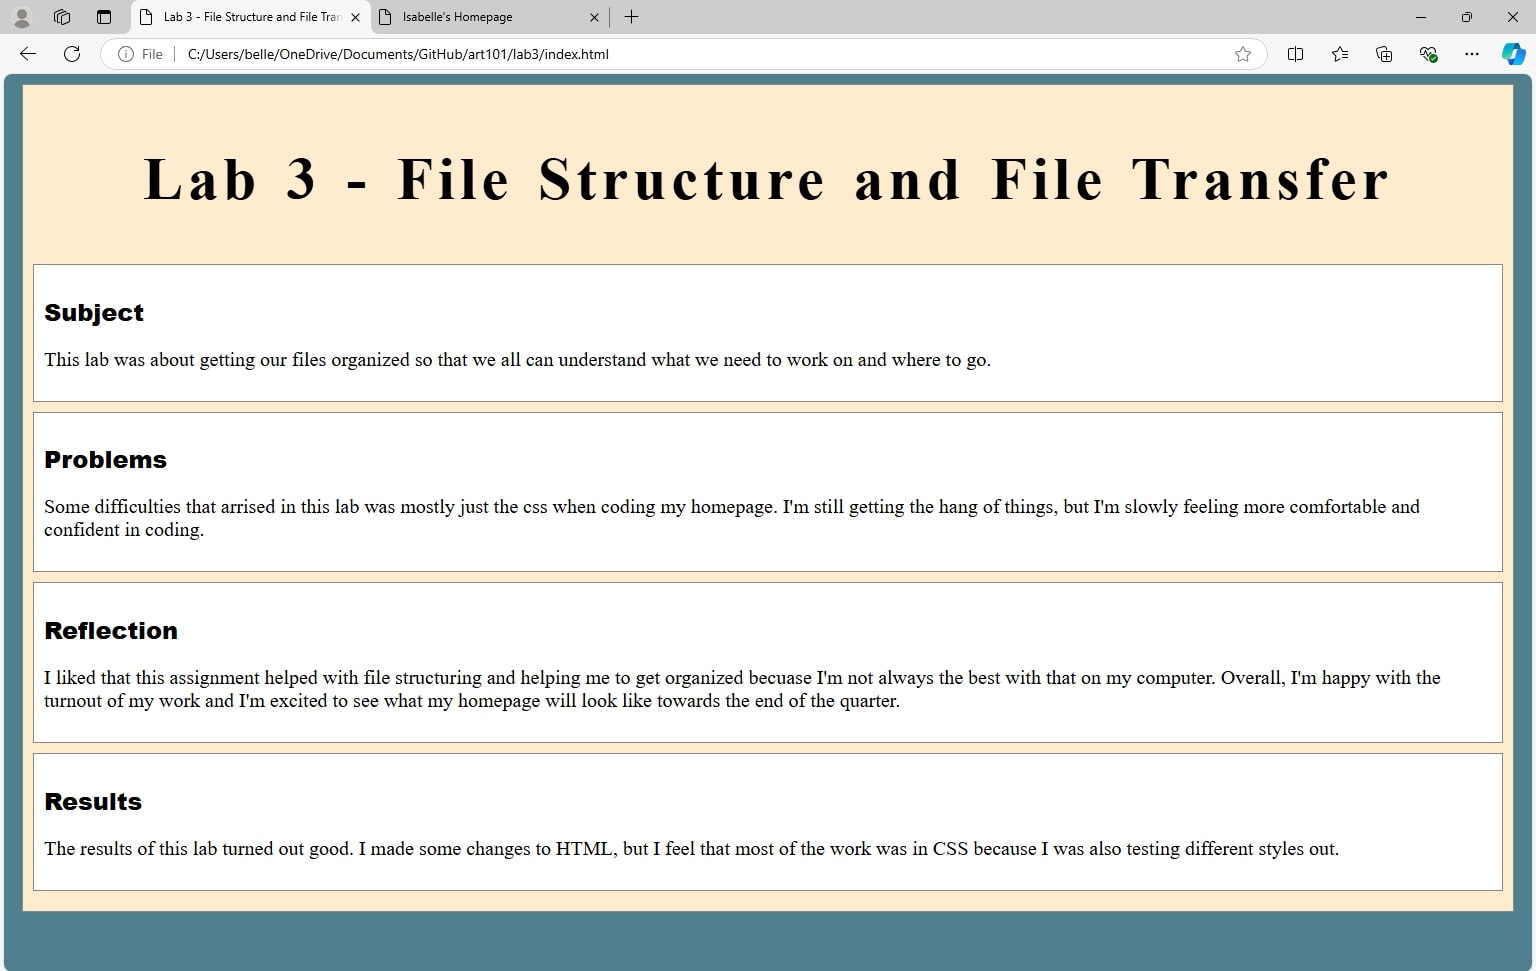 Lab 3 - File Structure and File Tran
Isabelle's Homepage
File
C:/Users/belle/OneDrive/Documents/GitHub/art101/lab3/index.html
Lab 3 - File Structure and File Transfer
Subject
This lab was about getting our files organized so that we all can understand what we need to work on and where to go.
Problems
Some difficulties that arrised in this lab was mostly just the css when coding my homepage. I'm still getting the hang of things, but I'm slowly feeling more comfortable and
confident in coding.
Reflection
I liked that this assignment helped with file structuring and helping me to get organized becuase I'm not always the best with that on my computer. Overall, I'm happy with the
turnout of my work and I'm excited to see what my homepage will look like towards the end of the quarter.
Results
The results of this lab turned out good. I made some changes to HTML, but I feel that most of the work was in CSS because I was also testing different styles out.